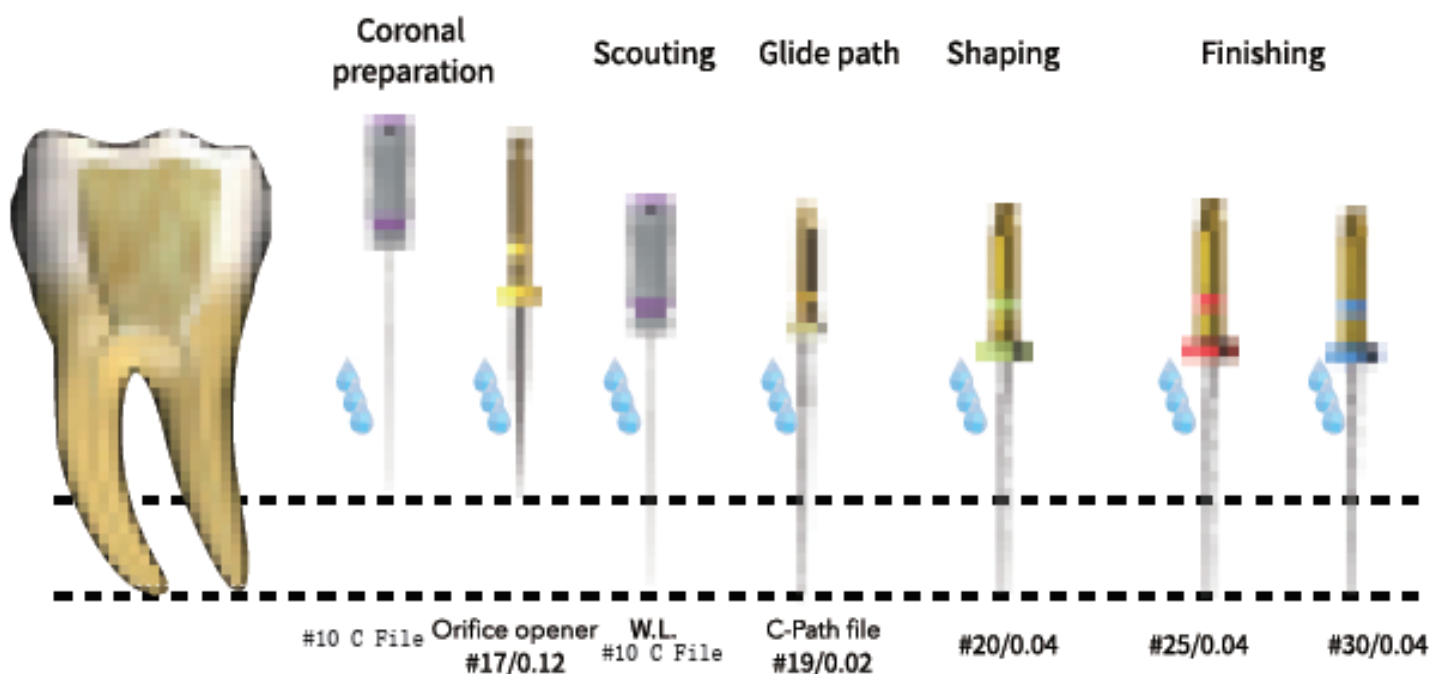 Coronal
preparation
Scouting
Glide path
Shaping
Finishing
#10 C File
Orifice opener
#17/0.12
W.L.
#10 C File
C-Path file
#19/0.02
#20/0.04
#25/0.04
#30/0.04